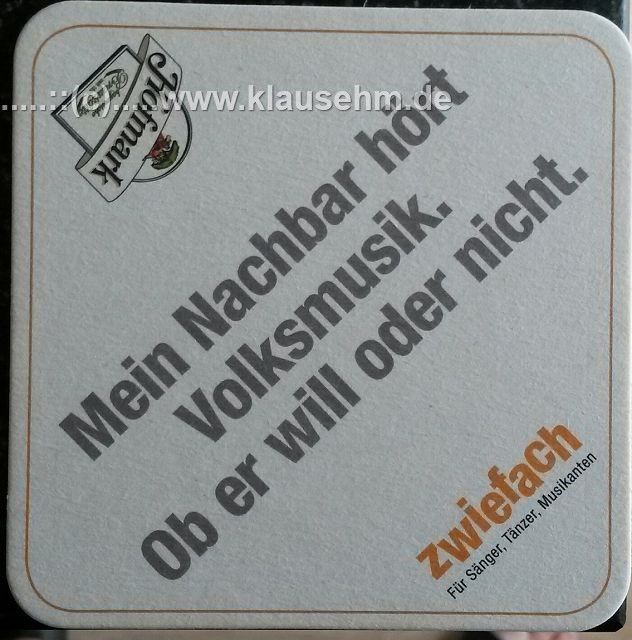 .....::(c).....www.klausehm.de
Hofmark
Mein Nachbar hört
Volksmusik.
Ob er will oder nicht.
zwiefach
Für Sänger, Tänzer, Musikanten